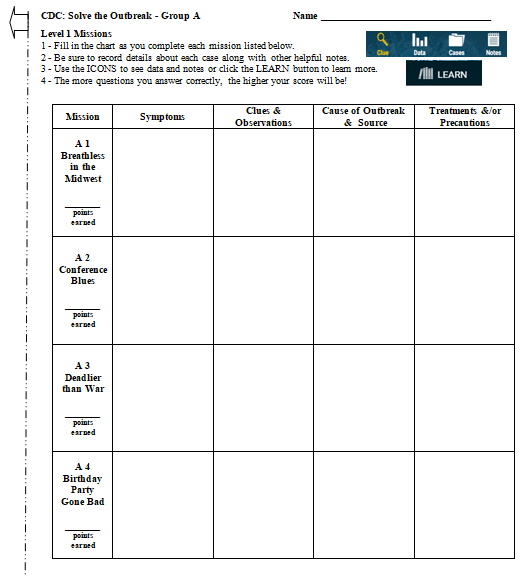 CDC: Solve the Outbreak - Group A Name ____________________
Level 1 Missions
1 - Fill in the chart as you complete each mission listed below.
2 - Be sure to record details about each case along with other helpful notes.
3 - Use the ICONS to see data and notes or click the LEARN button to learn more.
4 - The more questions you answer correctly, the higher your score will be!
Clue Data Cases Notes
LEARN
Mission Symptoms Clues & Observations Cause of Outbreak & Source Treatments &/or Precautions
A 1
Breathless
in the
Midwest
points
earned
A 2
Conference
Blues
points
earned
A 3
Deadlier
than War
points
earned
A 4
Birthday
Party
Gone Bad
points
earned